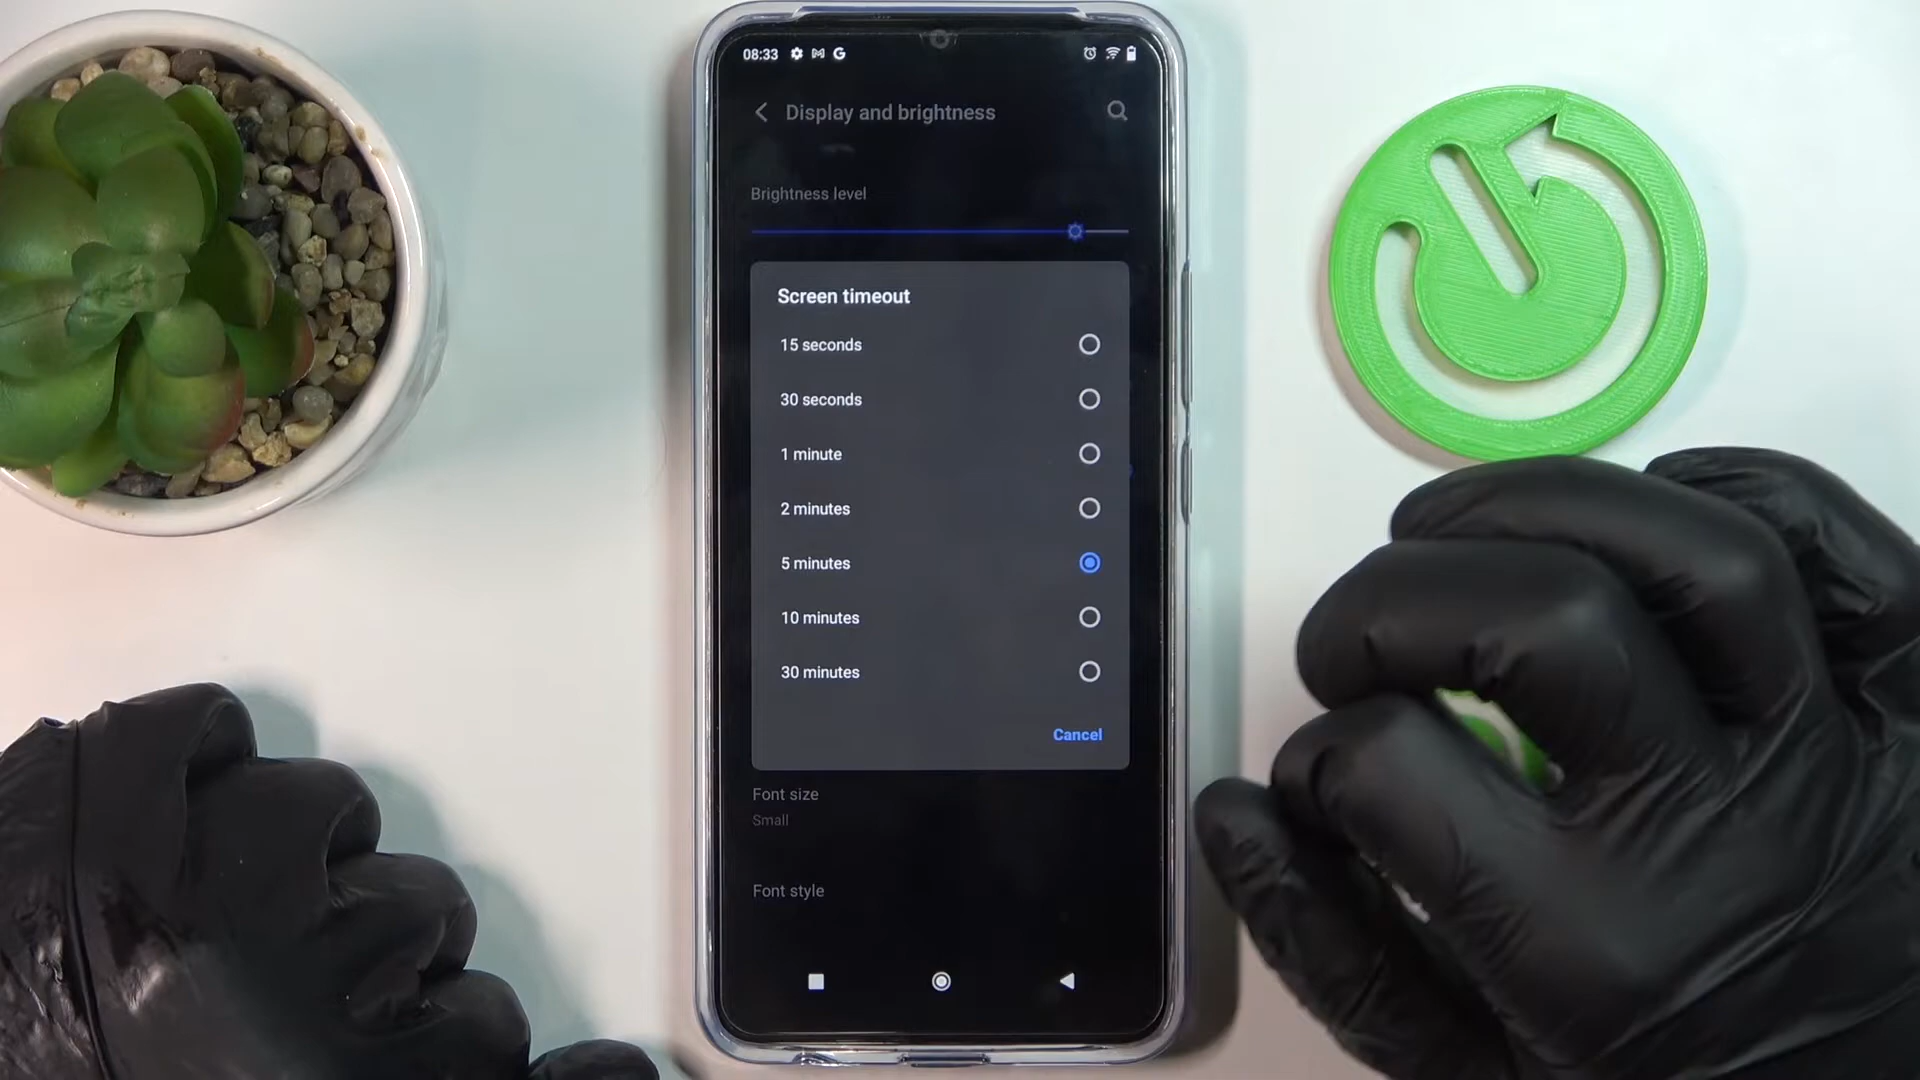 08:33
Display and brightness
Brightness level
Screen timeout
15 seconds
30 seconds
1 minute
2 minutes
5 minutes
10 minutes
30 minutes
Cancel
Font size
Small
Font style